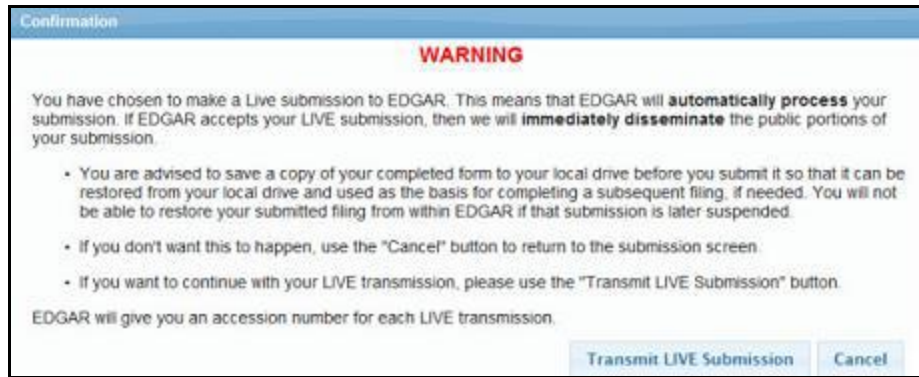 Confirmation
WARNING
You have chosen to make a Live submission to EDGAR. This means that EDGAR will automatically process your
submission. If EDGAR accepts your LIVE submission, then we will immediately disseminate the public portions of
your submission.
• You are advised to save a copy of your completed form to your local drive before you submit it so that it can be
restored from your local drive and used as the basis for completing a subsequent filing, if needed. You will not
be able to restore your submitted filing from within EDGAR if that submission is later suspended.
• If you don't want this to happen, use the "Cancel" button to return to the submission screen.
• If you want to continue with your LIVE transmission, please use the "Transmit LIVE Submission" button.
EDGAR will give you an accession number for each LIVE transmission.
Transmit LIVE Submission Cancel